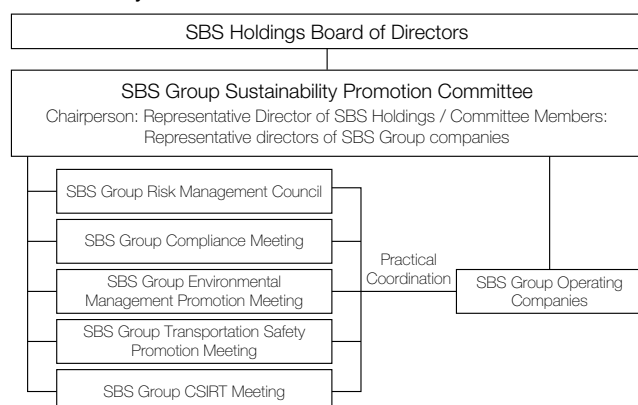 SBS Holdings Board of Directors
SBS Group Sustainability Promotion Committee
Chairperson: Representative Director of SBS Holdings / Committee Members:
Representative directors of SBS Group companies
SBS Group Risk Management Council
SBS Group Compliance Meeting
SBS Group Environmental
Management Promotion Meeting
SBS Group Transportation Safety
Promotion Meeting
SBS Group CSIRT Meeting
Practical
Coordination
SBS Group Operating
Companies